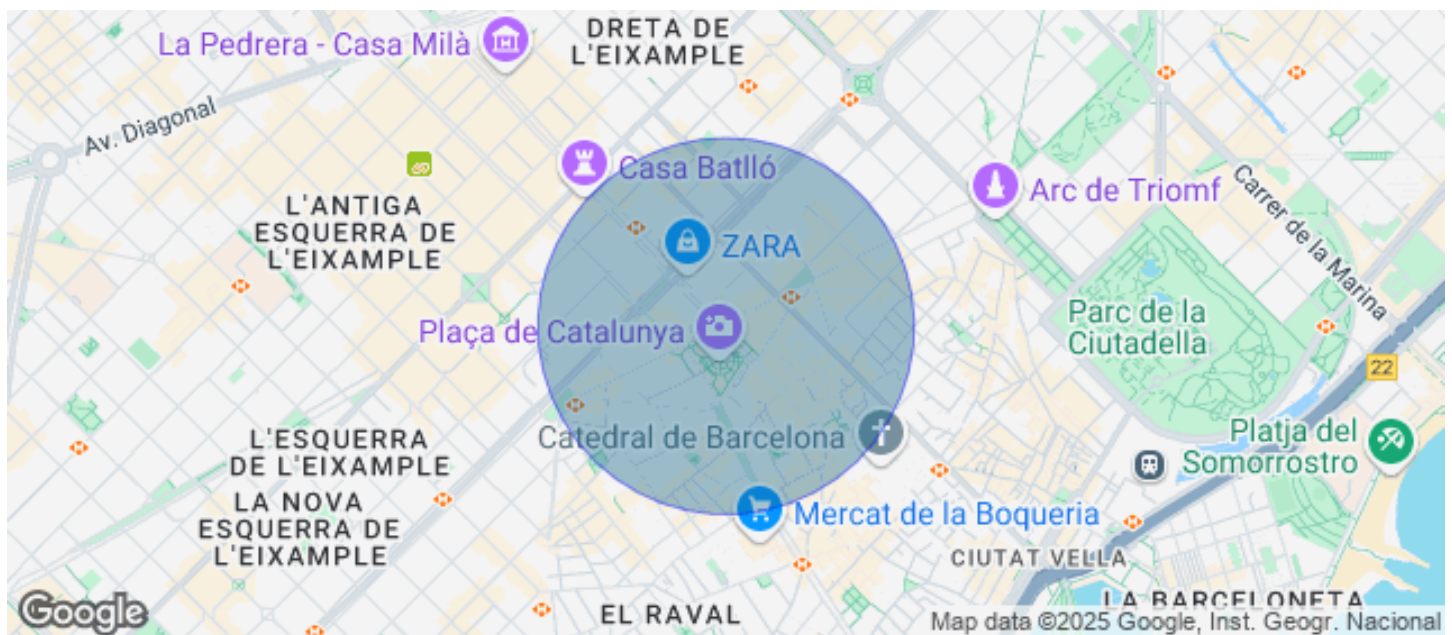 La Pedrera - Casa Milà
DRETA DE
L'EIXAMPLE
Av. Diagonal
Casa Batlló
Arc de Triomf
Carrer de la Marina
L'ANTIGA
ESQUERRA DE
L'EIXAMPLE
ZARA
Plaça de Catalunya
Parc de la
Ciutadella
22
Catedral de Barcelona
L'ESQUERRA
DE L'EIXAMPLE
Platja del
Somorrostro
LA NOVA
ESQUERRA DE
L'EIXAMPLE
Mercat de la Boqueria
CIUTAT VELLA
EL RAVAL
LA BARCELONETA
Google
Map data ©2025 Google, Inst. Geogr. Nacional